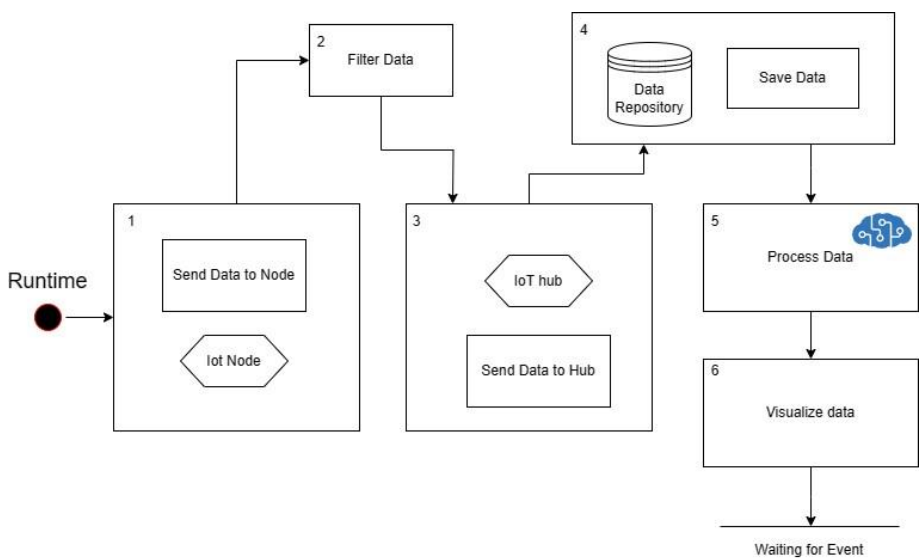 Runtime
1
Send Data to Node
Iot Node
2
Filter Data
3
IoT hub
Send Data to Hub
4
Data
Repository
Save Data
5
Process Data
6
Visualize data
Waiting for Event